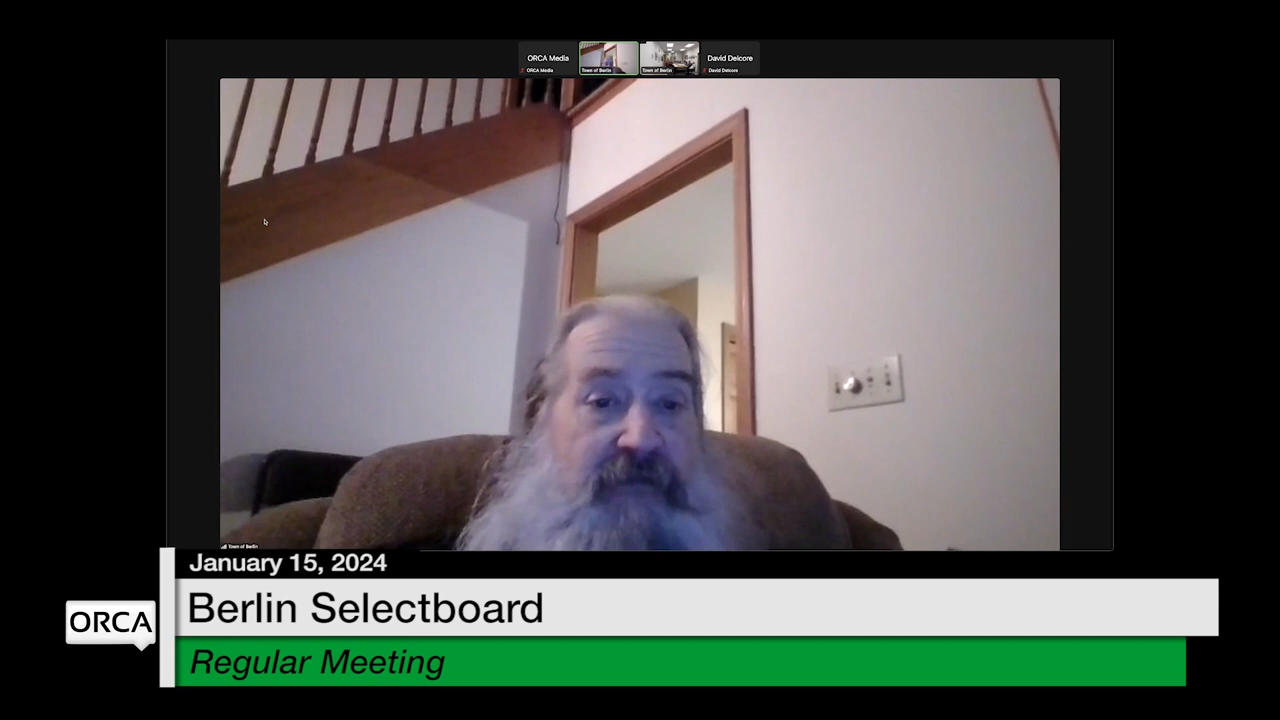 ORCA Media
David Delcore
ORCA Media
Town of Berlin
Town of Berlin
David Delcore
Town of Berlin
January 15, 2024
ORCA
Berlin Selectboard
Regular Meeting